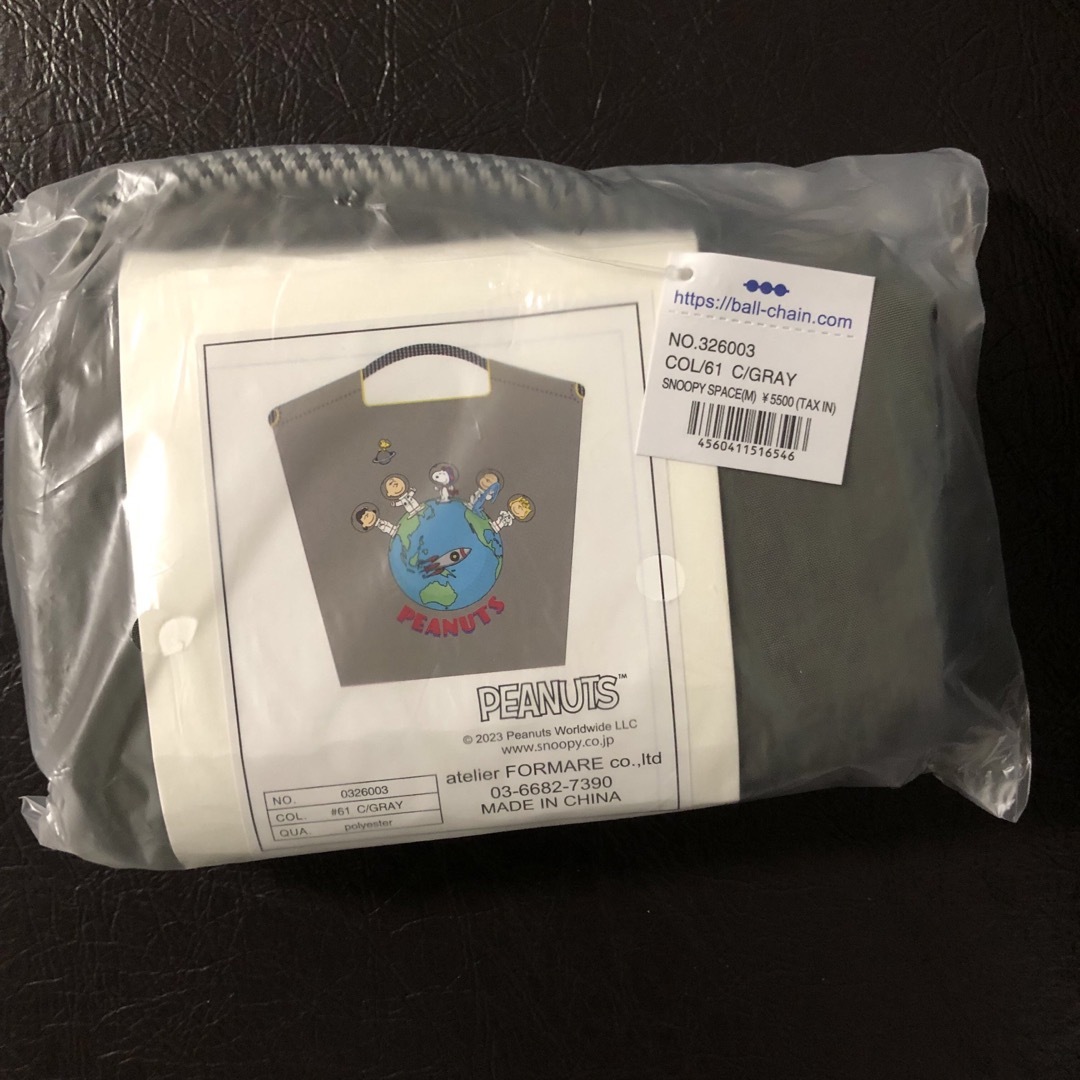 https://ball-chain.com
NO.326003
COL/61 C/GRAY
SNOOPY SPACE(M) ¥5500 (TAX IN)
4560411516546
PEANUTS
PEANUTS™
© 2023 Peanuts Worldwide LLC
www.snoopy.co.jp
atelier FORMARE co.,ltd
03-6682-7390
MADE IN CHINA
NO. 0326003
COL. #61 C/GRAY
QUA. polyester